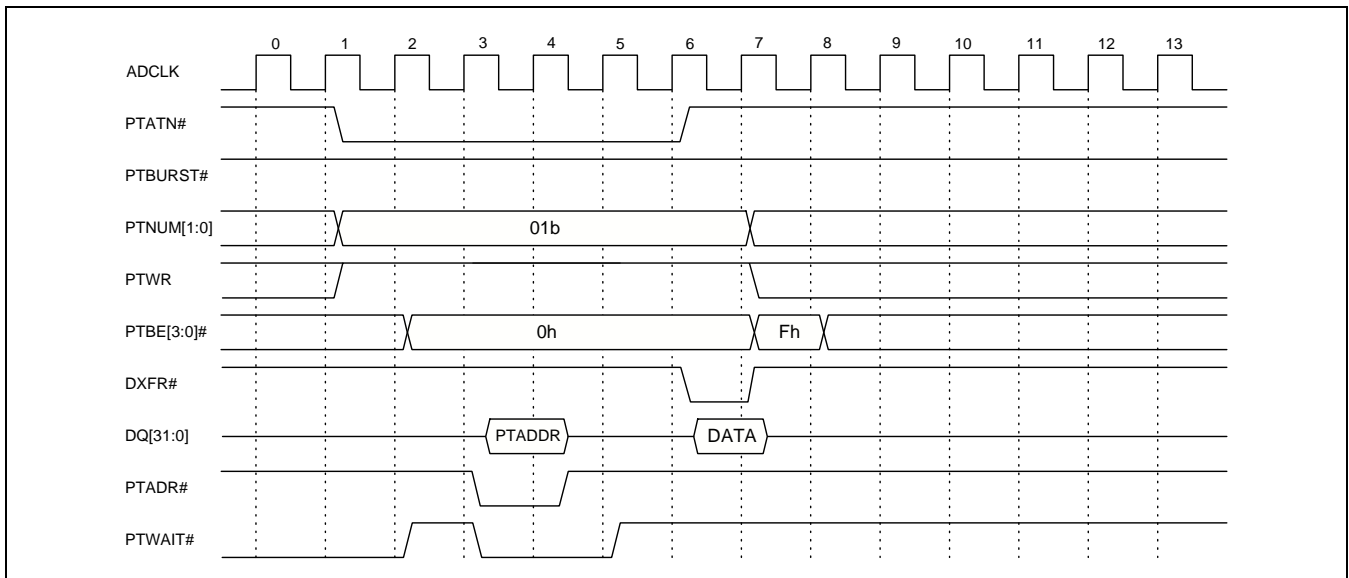 0 1 2 3 4 5 6 7 8 9 10 11 12 13
ADCLK
PTATN#
PTBURST#
PTNUM[1:0] 01b
PTWR
PTBE[3:0]# 0h Fh
DXFR#
DQ[31:0] PTADDR DATA
PTADR#
PTWAIT#